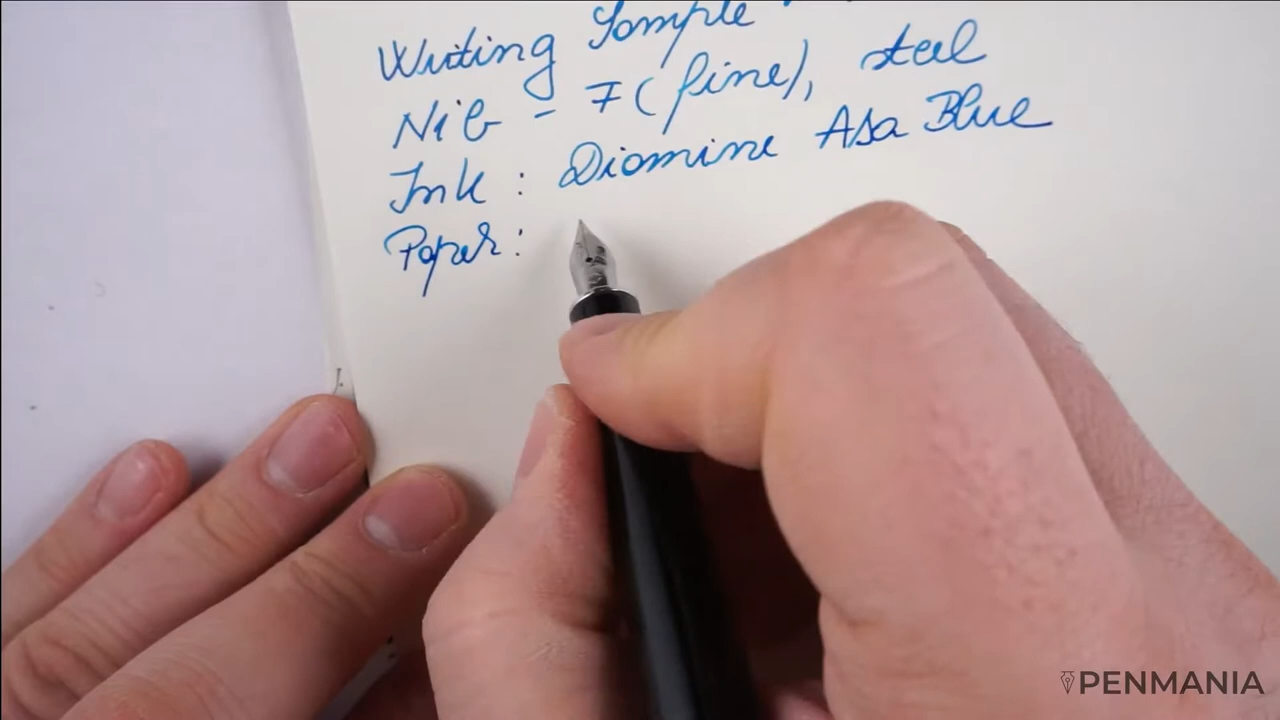 Writing Sample
Nib - F (fine), steel
Ink : Diamine Asa Blue
Paper :
PENMANIA